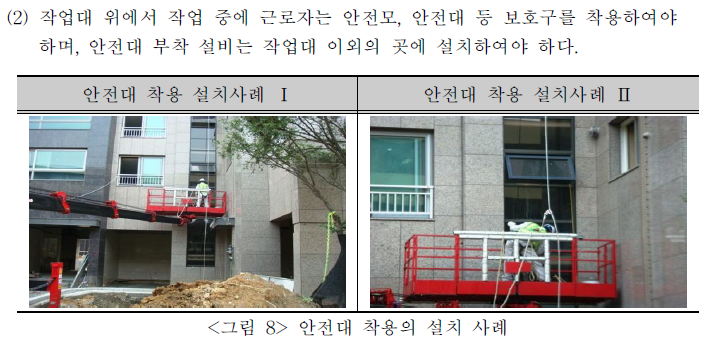 (2) 작업대 위에서 작업 중에 근로자는 안전모, 안전대 등 보호구를 착용하여야
하며, 안전대 부착 설비는 작업대 이외의 곳에 설치하여야 하다.
안전대 착용 설치사례 Ⅰ
안전대 착용 설치사례 Ⅱ
<그림 8> 안전대 착용의 설치 사례